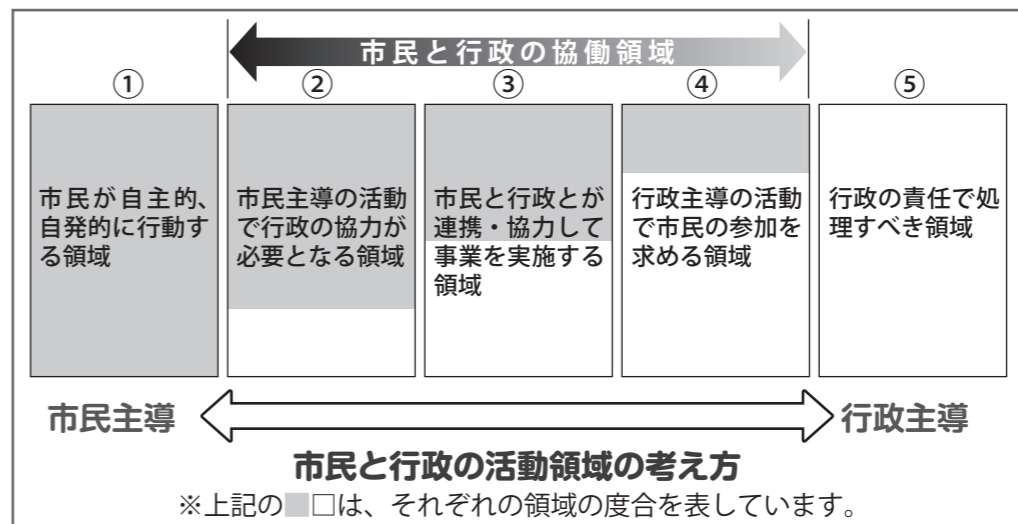 市民と行政の協働領域
①
②
③
④
⑤
市民が自主的、
自発的に行動す
る領域
市民主導の活動
で行政の協力が
必要となる領域
市民と行政とが
連携・協力して
事業を実施する
領域
行政主導の活動
で市民の参加を
求める領域
行政の責任で処
理すべき領域
市民主導
行政主導
市民と行政の活動領域の考え方
※上記の■□は、それぞれの領域の度合を表しています。